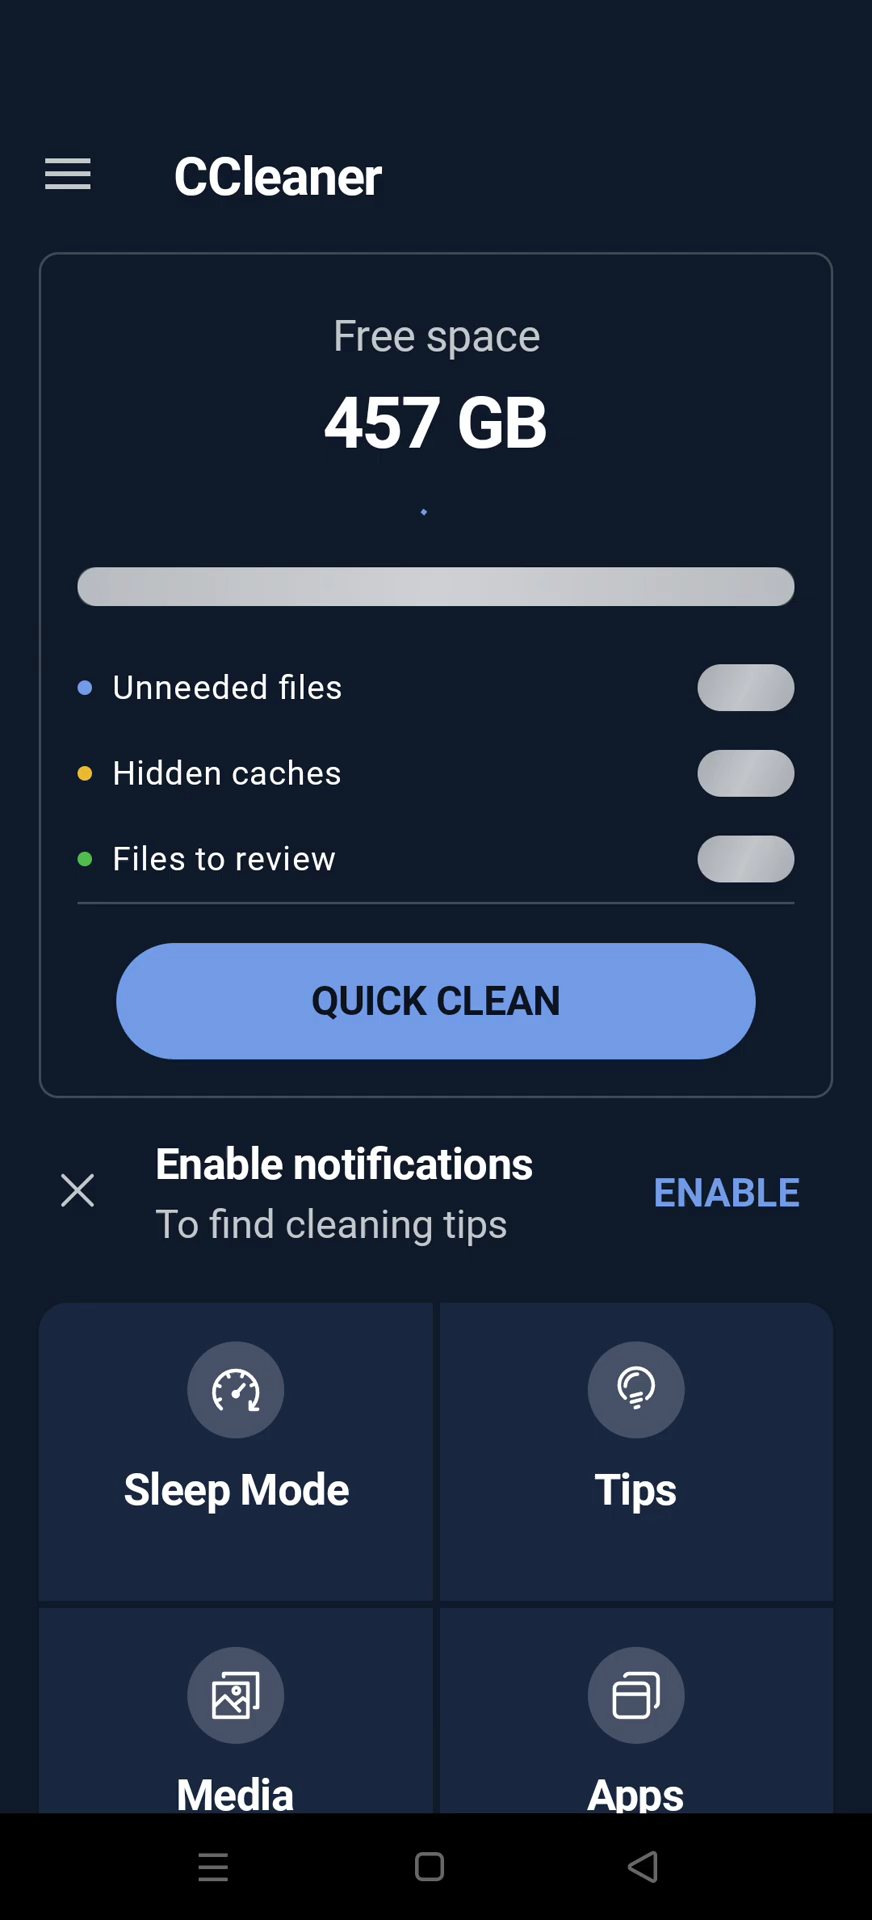 CCleaner
Free space
457 GB
Unneeded files
Hidden caches
Files to review
QUICK CLEAN
Enable notifications
To find cleaning tips
ENABLE
Sleep Mode
Tips
Media
Apps